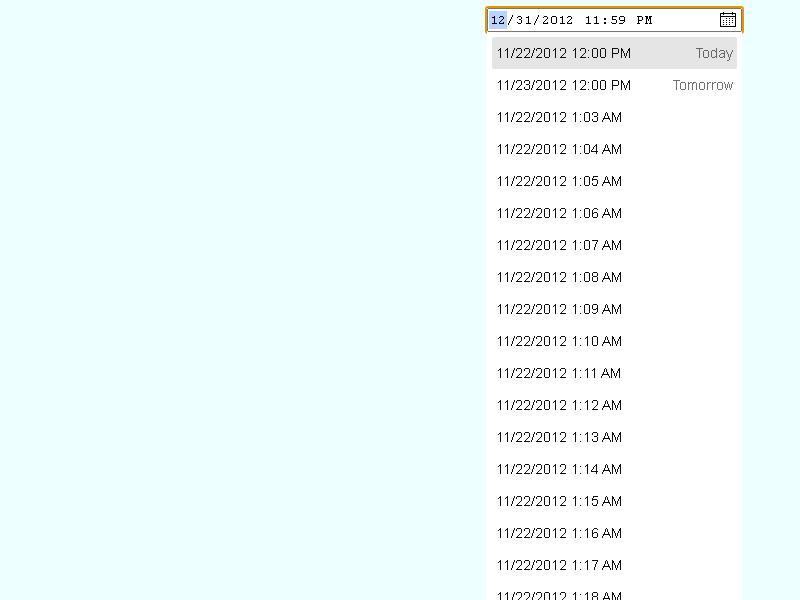 12/31/2012 11:59 PM
11/22/2012 12:00 PM Today
11/23/2012 12:00 PM Tomorrow
11/22/2012 1:03 AM
11/22/2012 1:04 AM
11/22/2012 1:05 AM
11/22/2012 1:06 AM
11/22/2012 1:07 AM
11/22/2012 1:08 AM
11/22/2012 1:09 AM
11/22/2012 1:10 AM
11/22/2012 1:11 AM
11/22/2012 1:12 AM
11/22/2012 1:13 AM
11/22/2012 1:14 AM
11/22/2012 1:15 AM
11/22/2012 1:16 AM
11/22/2012 1:17 AM
11/22/2012 1:18 AM